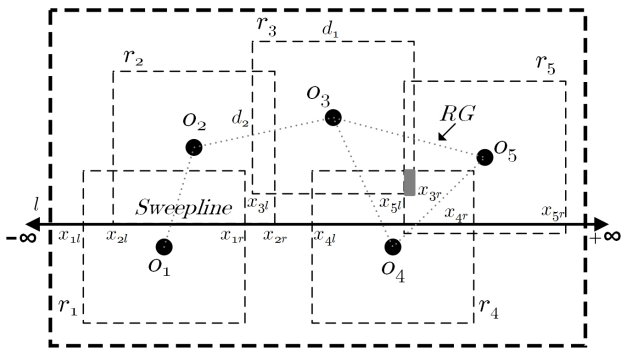 r₃ d₁
r₂ r₅
o₃ RG
o₂ d₂ o₅
l Sweepline x₃l x₅l x₃r x₄r x₅r
-∞ x₁l x₂l x₁r x₂r x₄l +∞
o₁ o₄
r₁ r₄